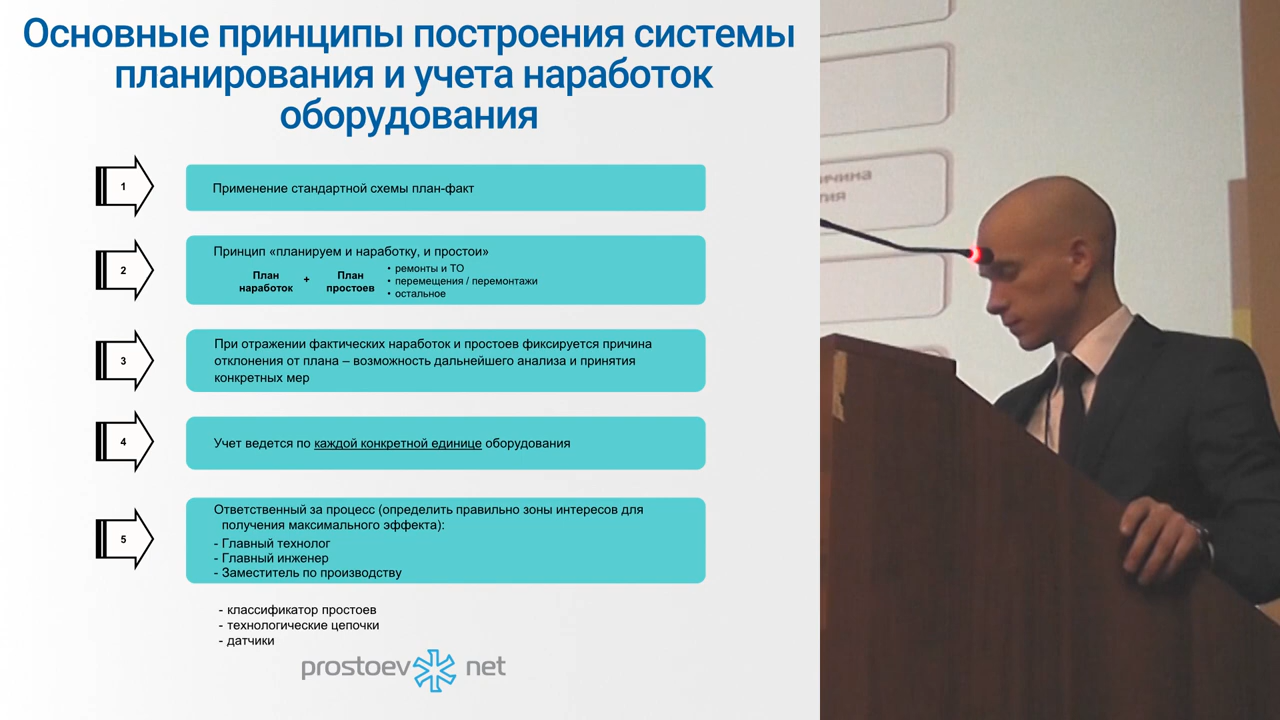 Основные принципы построения системы
планирования и учета наработок
оборудования
1
Применение стандартной схемы план-факт
2
Принцип «планируем и наработку, и простои»
План
наработок
+
План
простоев
• ремонты и ТО
• перемещения / перемонтажи
• остальное
3
При отражении фактических наработок и простоев фиксируется причина
отклонения от плана – возможность дальнейшего анализа и принятия
конкретных мер
4
Учет ведется по каждой конкретной единице оборудования
5
Ответственный за процесс (определить правильно зоны интересов для
получения максимального эффекта):
- Главный технолог
- Главный инженер
- Заместитель по производству
- классификатор простоев
- технологические цепочки
- датчики
prostoev net